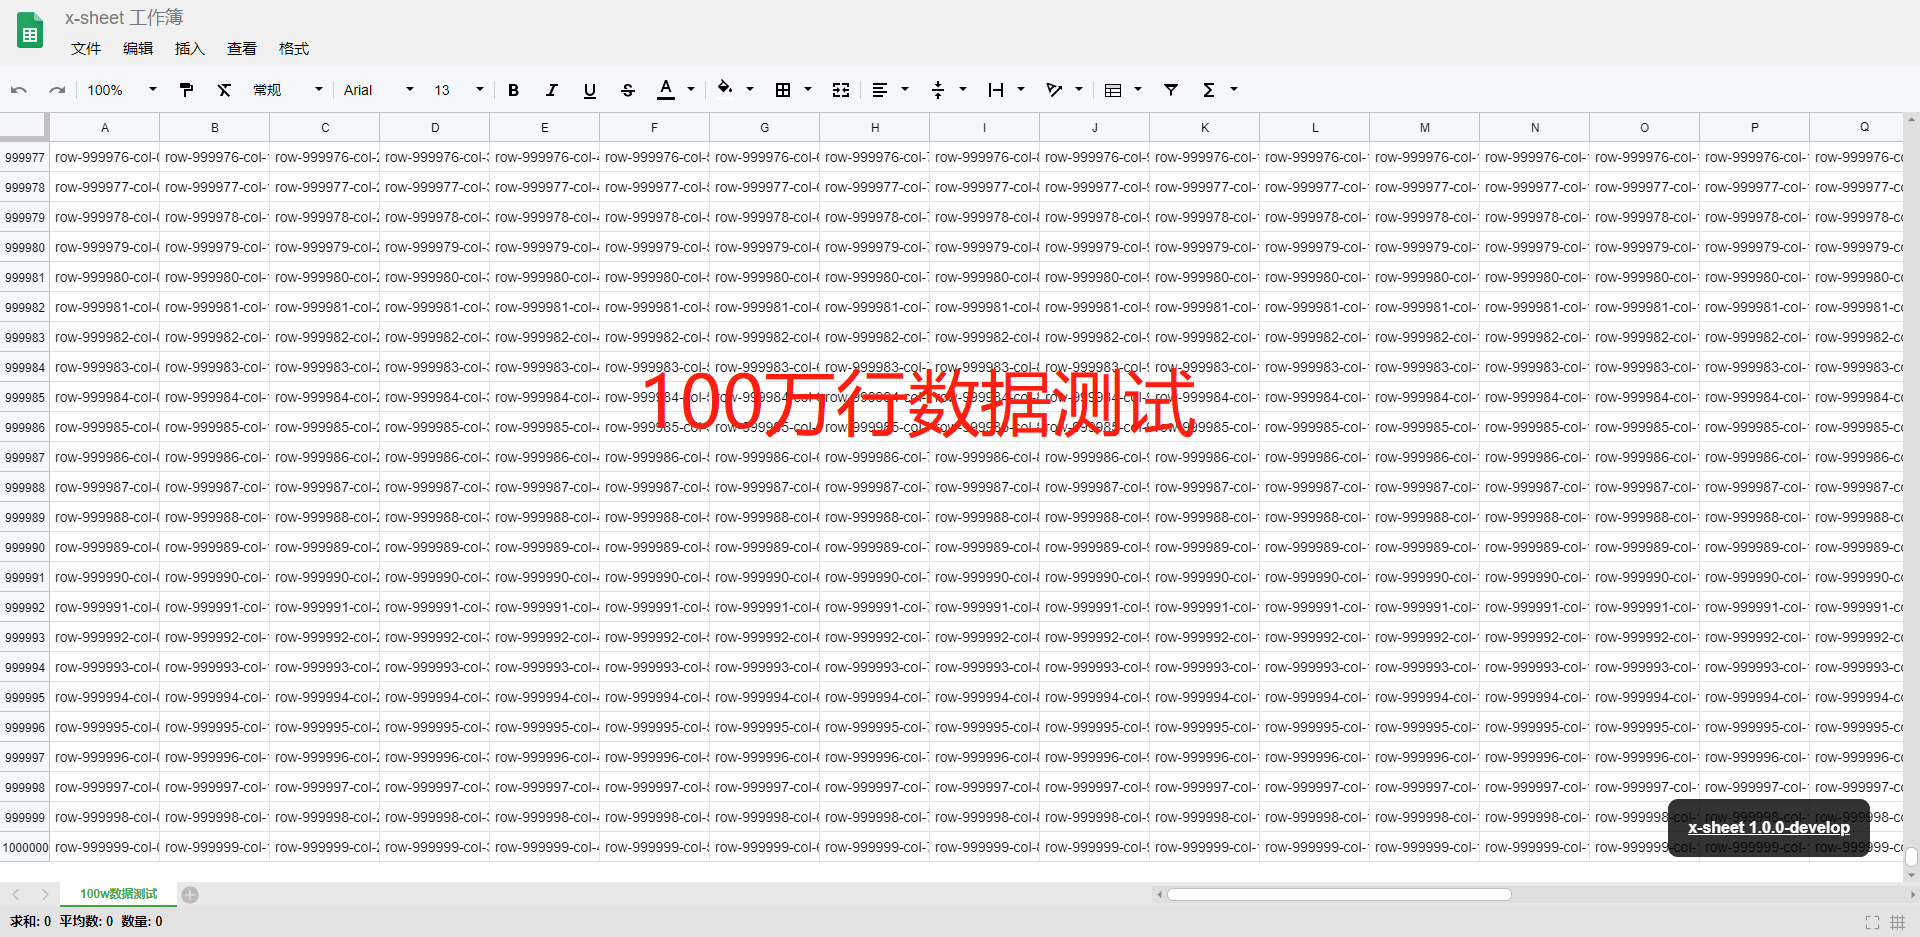 x-sheet 工作簿
文件 编辑 插入 查看 格式
100% 常规 Arial 13 B I U S A Σ
A B C D E F G H I J K L M N O P Q
999977 row-999976-col- row-999976-col- row-999976-col- row-999976-col- row-999976-col- row-999976-col- row-999976-col- row-999976-col- row-999976-col- row-999976-col- row-999976-col- row-999976-col- row-999976-col- row-999976-col- row-999976-col- row-999976-col- row-999976-c
999978 row-999977-col- row-999977-col- row-999977-col- row-999977-col- row-999977-col- row-999977-col- row-999977-col- row-999977-col- row-999977-col- row-999977-col- row-999977-col- row-999977-col- row-999977-col- row-999977-col- row-999977-col- row-999977-col- row-999977-c
999979 row-999978-col- row-999978-col- row-999978-col- row-999978-col- row-999978-col- row-999978-col- row-999978-col- row-999978-col- row-999978-col- row-999978-col- row-999978-col- row-999978-col- row-999978-col- row-999978-col- row-999978-col- row-999978-col- row-999978-c
999980 row-999979-col- row-999979-col- row-999979-col- row-999979-col- row-999979-col- row-999979-col- row-999979-col- row-999979-col- row-999979-col- row-999979-col- row-999979-col- row-999979-col- row-999979-col- row-999979-col- row-999979-col- row-999979-col- row-999979-c
999981 row-999980-col- row-999980-col- row-999980-col- row-999980-col- row-999980-col- row-999980-col- row-999980-col- row-999980-col- row-999980-col- row-999980-col- row-999980-col- row-999980-col- row-999980-col- row-999980-col- row-999980-col- row-999980-col- row-999980-c
999982 row-999981-col- row-999981-col- row-999981-col- row-999981-col- row-999981-col- row-999981-col- row-999981-col- row-999981-col- row-999981-col- row-999981-col- row-999981-col- row-999981-col- row-999981-col- row-999981-col- row-999981-col- row-999981-col- row-999981-c
999983 row-999982-col- row-999982-col- row-999982-col- row-999982-col- row-999982-col- row-999982-col- row-999982-col- row-999982-col- row-999982-col- row-999982-col- row-999982-col- row-999982-col- row-999982-col- row-999982-col- row-999982-col- row-999982-col- row-999982-c
999984 row-999983-col- row-999983-col- row-999983-col- row-999983-col- row-999983-col- row-999983-col- row-999983-col- row-999983-col- row-999983-col- row-999983-col- row-999983-col- row-999983-col- row-999983-col- row-999983-col- row-999983-col- row-999983-col- row-999983-c
100万行数据测试
999985 row-999984-col- row-999984-col- row-999984-col- row-999984-col- row-999984-col- row-999984-col- row-999984-col- row-999984-col- row-999984-col- row-999984-col- row-999984-col- row-999984-col- row-999984-col- row-999984-col- row-999984-col- row-999984-col- row-999984-c
999986 row-999985-col- row-999985-col- row-999985-col- row-999985-col- row-999985-col- row-999985-col- row-999985-col- row-999985-col- row-999985-col- row-999985-col- row-999985-col- row-999985-col- row-999985-col- row-999985-col- row-999985-col- row-999985-col- row-999985-c
999987 row-999986-col- row-999986-col- row-999986-col- row-999986-col- row-999986-col- row-999986-col- row-999986-col- row-999986-col- row-999986-col- row-999986-col- row-999986-col- row-999986-col- row-999986-col- row-999986-col- row-999986-col- row-999986-col- row-999986-c
999988 row-999987-col- row-999987-col- row-999987-col- row-999987-col- row-999987-col- row-999987-col- row-999987-col- row-999987-col- row-999987-col- row-999987-col- row-999987-col- row-999987-col- row-999987-col- row-999987-col- row-999987-col- row-999987-col- row-999987-c
999989 row-999988-col- row-999988-col- row-999988-col- row-999988-col- row-999988-col- row-999988-col- row-999988-col- row-999988-col- row-999988-col- row-999988-col- row-999988-col- row-999988-col- row-999988-col- row-999988-col- row-999988-col- row-999988-col- row-999988-c
999990 row-999989-col- row-999989-col- row-999989-col- row-999989-col- row-999989-col- row-999989-col- row-999989-col- row-999989-col- row-999989-col- row-999989-col- row-999989-col- row-999989-col- row-999989-col- row-999989-col- row-999989-col- row-999989-col- row-999989-c
999991 row-999990-col- row-999990-col- row-999990-col- row-999990-col- row-999990-col- row-999990-col- row-999990-col- row-999990-col- row-999990-col- row-999990-col- row-999990-col- row-999990-col- row-999990-col- row-999990-col- row-999990-col- row-999990-col- row-999990-c
999992 row-999991-col- row-999991-col- row-999991-col- row-999991-col- row-999991-col- row-999991-col- row-999991-col- row-999991-col- row-999991-col- row-999991-col- row-999991-col- row-999991-col- row-999991-col- row-999991-col- row-999991-col- row-999991-col- row-999991-c
999993 row-999992-col- row-999992-col- row-999992-col- row-999992-col- row-999992-col- row-999992-col- row-999992-col- row-999992-col- row-999992-col- row-999992-col- row-999992-col- row-999992-col- row-999992-col- row-999992-col- row-999992-col- row-999992-col- row-999992-c
999994 row-999993-col- row-999993-col- row-999993-col- row-999993-col- row-999993-col- row-999993-col- row-999993-col- row-999993-col- row-999993-col- row-999993-col- row-999993-col- row-999993-col- row-999993-col- row-999993-col- row-999993-col- row-999993-col- row-999993-c
999995 row-999994-col- row-999994-col- row-999994-col- row-999994-col- row-999994-col- row-999994-col- row-999994-col- row-999994-col- row-999994-col- row-999994-col- row-999994-col- row-999994-col- row-999994-col- row-999994-col- row-999994-col- row-999994-col- row-999994-c
999996 row-999995-col- row-999995-col- row-999995-col- row-999995-col- row-999995-col- row-999995-col- row-999995-col- row-999995-col- row-999995-col- row-999995-col- row-999995-col- row-999995-col- row-999995-col- row-999995-col- row-999995-col- row-999995-col- row-999995-c
999997 row-999996-col- row-999996-col- row-999996-col- row-999996-col- row-999996-col- row-999996-col- row-999996-col- row-999996-col- row-999996-col- row-999996-col- row-999996-col- row-999996-col- row-999996-col- row-999996-col- row-999996-col- row-999996-col- row-999996-c
999998 row-999997-col- row-999997-col- row-999997-col- row-999997-col- row-999997-col- row-999997-col- row-999997-col- row-999997-col- row-999997-col- row-999997-col- row-999997-col- row-999997-col- row-999997-col- row-999997-col- row-999997-col- row-999997-col- row-999997-c
999999 row-999998-col- row-999998-col- row-999998-col- row-999998-col- row-999998-col- row-999998-col- row-999998-col- row-999998-col- row-999998-col- row-999998-col- row-999998-col- row-999998-col- row-999998-col- row-999998-col- row-999998-col- row-999998-col- row-999998-c
x-sheet 1.0.0-develop
1000000 row-999999-col- row-999999-col- row-999999-col- row-999999-col- row-999999-col- row-999999-col- row-999999-col- row-999999-col- row-999999-col- row-999999-col- row-999999-col- row-999999-col- row-999999-col- row-999999-col- row-999999-col- row-999999-col- row-999999-c
100w数据测试
求和: 0 平均数: 0 数量: 0